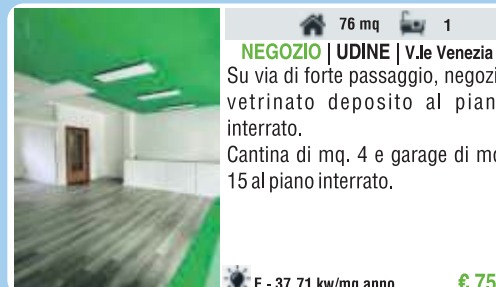 76 mq 1
NEGOZIO | UDINE | V.le Venezia
Su via di forte passaggio, negozi
vetrinato deposito al pian
interrato.
Cantina di mq. 4 e garage di mq
15 al piano interrato.
- 37,71 kw/mq anno € 75